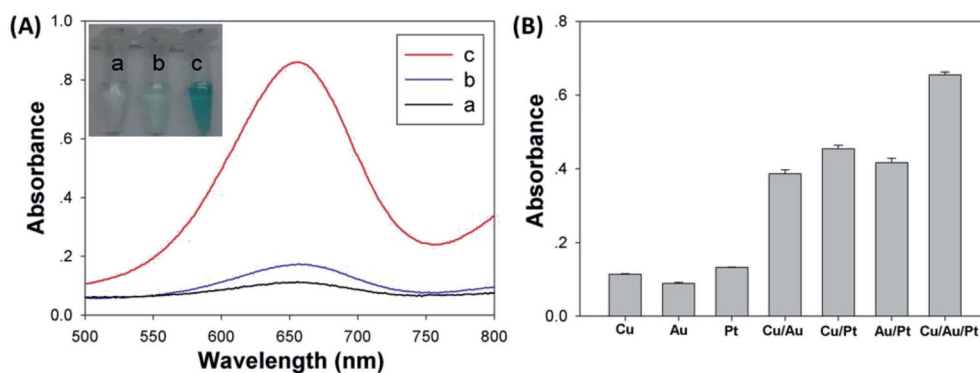 (A)
1.0
.8
.6
.4
.2
0.0
Absorbance
a b c
c
b
a
500 550 600 650 700 750 800
Wavelength (nm)
(B)
.8
.6
.4
.2
0.0
Absorbance
Cu Au Pt Cu/Au Cu/Pt Au/Pt Cu/Au/Pt